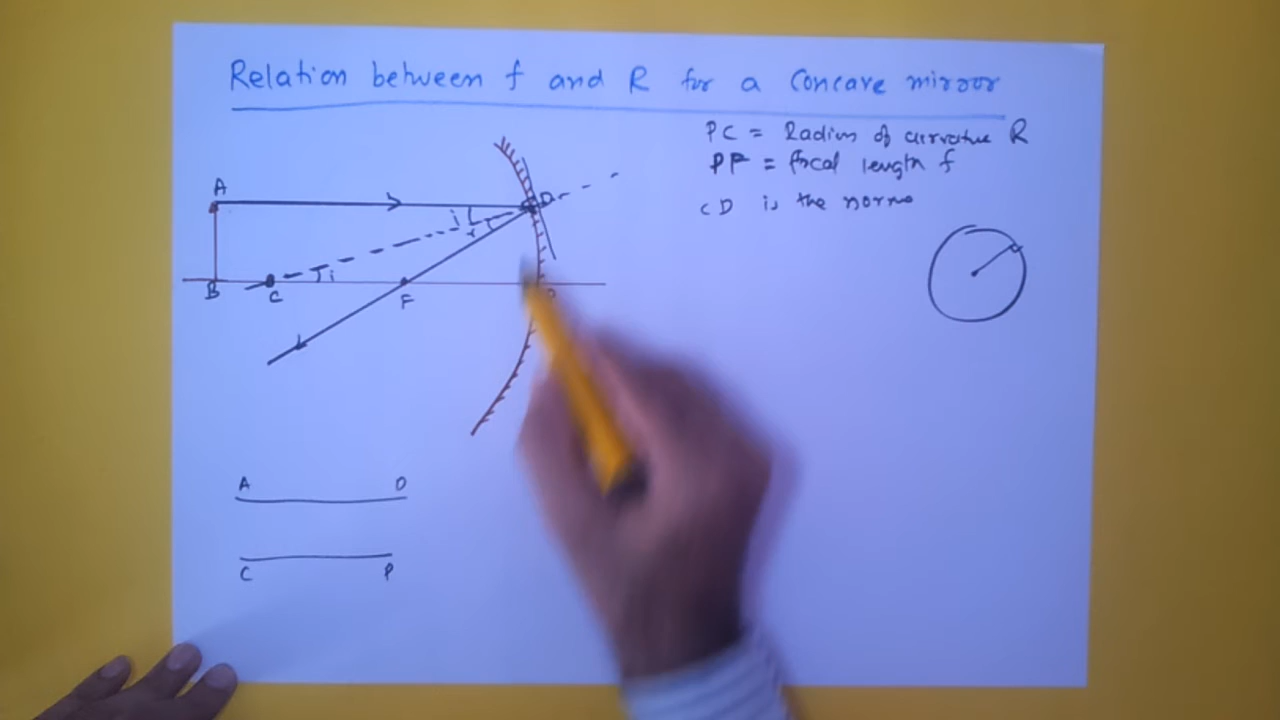 Relation between f and R for a Concave mirror
PC = Radius of curvature R
PF = focal length f
CD is the norma
A
D
i
r
B
C
i
F
A D
C P